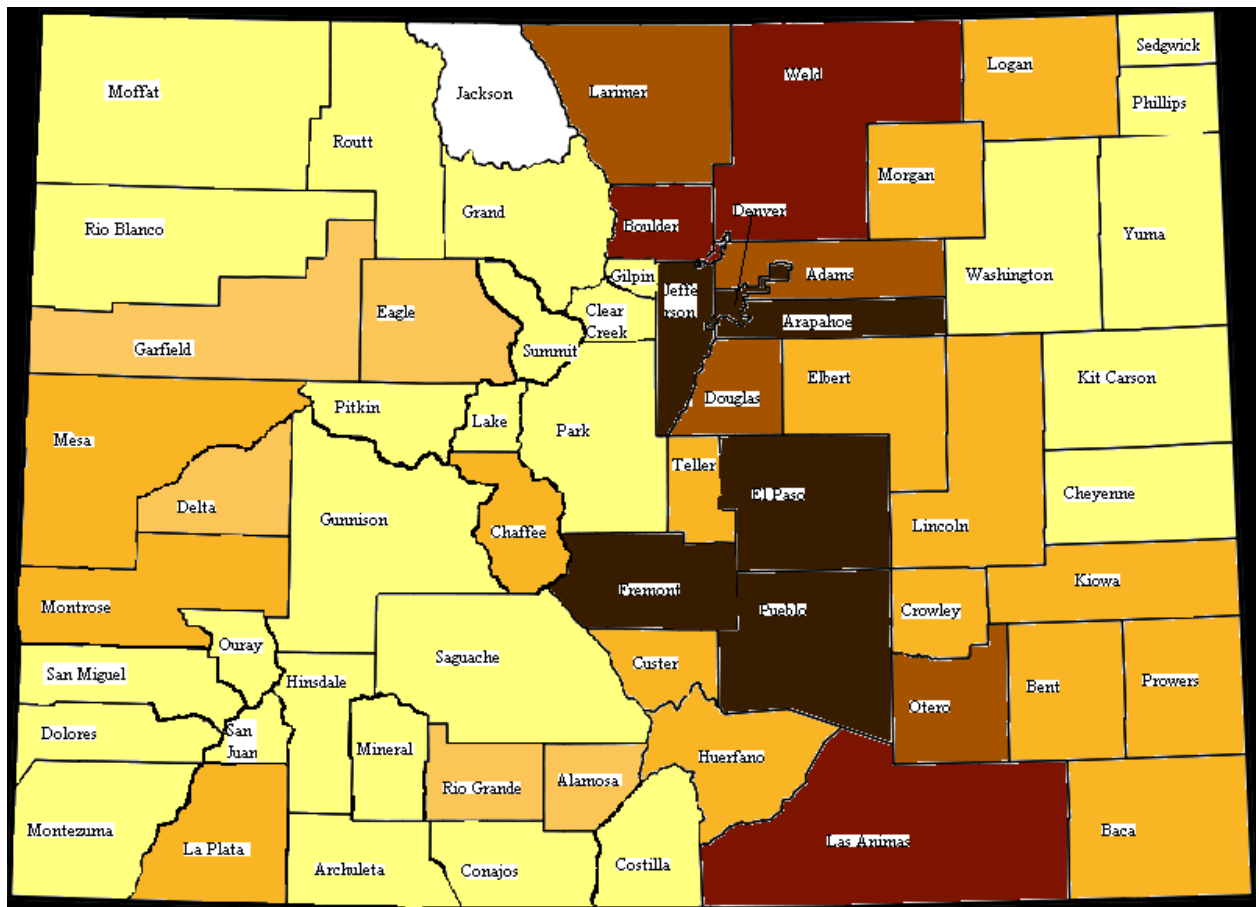 Sedgwick
Logan
Weld
Moffat
Jackson
Larimer
Phillips
Routt
Morgan
Grand
Denver
Rio Blanco
Boulder
Yuma
Gilpin
Adams
Washington
Jeffe
rson
Eagle
Clear
Creek
Arapahoe
Garfield
Summit
Elbert
Kit Carson
Pitkin
Douglas
Lake
Park
Mesa
Teller
El Paso
Cheyenne
Delta
Gunnison
Chaffee
Lincoln
Kiowa
Fremont
Montrose
Pueblo
Crowley
Ouray
Saguache
Custer
San Miguel
Hinsdale
Bent
Prowers
Otero
Dolores
San
Juan
Mineral
Huerfano
Rio Grande
Alamosa
Montezuma
Baca
La Plata
Las Animas
Archuleta
Conajos
Costilla